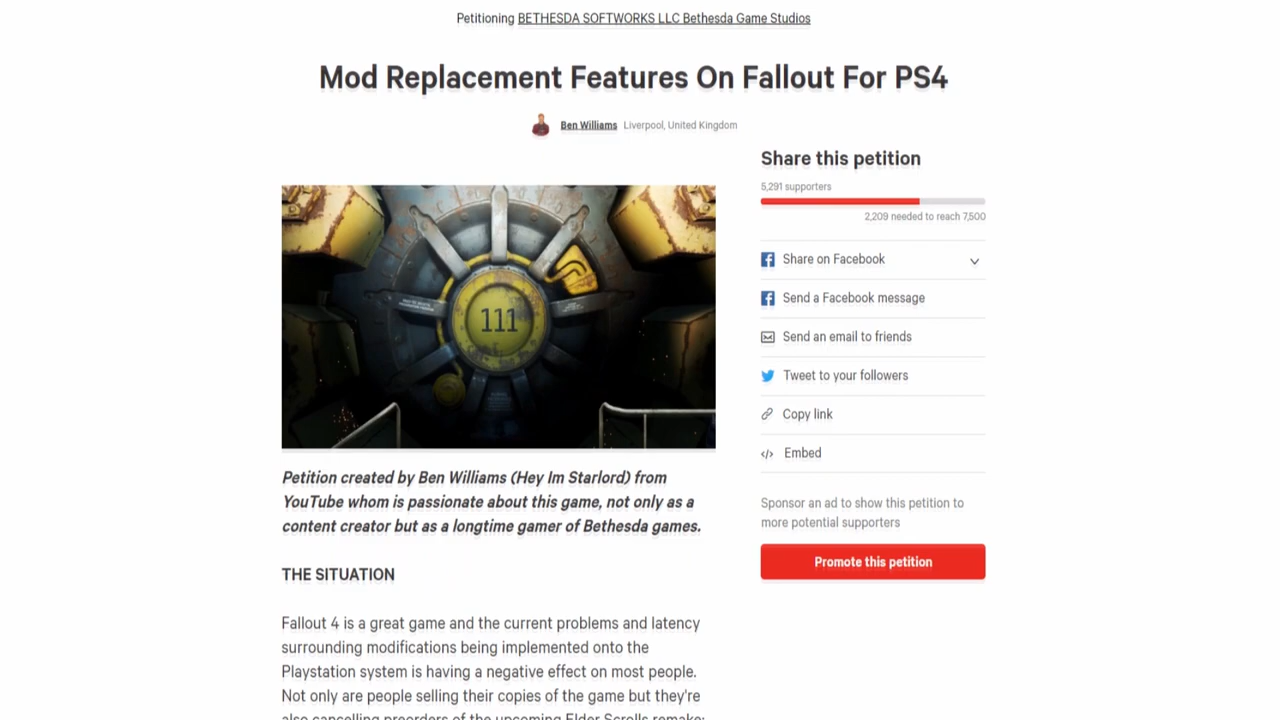 Petitioning BETHESDA SOFTWORKS LLC Bethesda Game Studios
Mod Replacement Features On Fallout For PS4
Ben Williams Liverpool, United Kingdom
Share this petition
5,291 supporters
2,209 needed to reach 7,500
Share on Facebook
Send a Facebook message
Send an email to friends
Tweet to your followers
Copy link
Embed
Sponsor an ad to show this petition to
more potential supporters
Promote this petition
111
Petition created by Ben Williams (Hey Im Starlord) from
YouTube whom is passionate about this game, not only as a
content creator but as a longtime gamer of Bethesda games.
THE SITUATION
Fallout 4 is a great game and the current problems and latency
surrounding modifications being implemented onto the
Playstation system is having a negative effect on most people.
Not only are people selling their copies of the game but they're
also cancelling preorders of the upcoming Elder Scrolls remake;